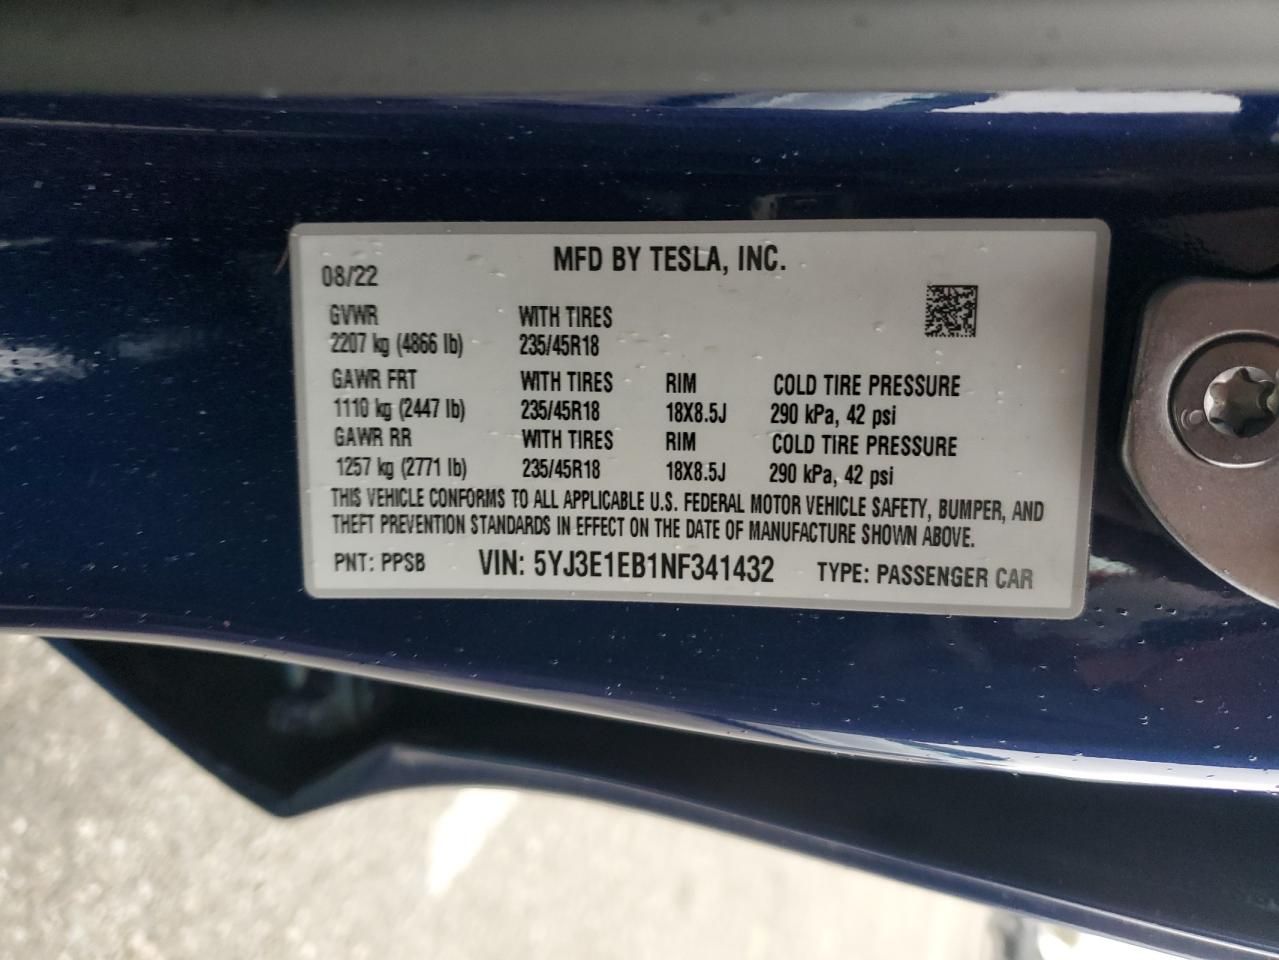 MFD BY TESLA, INC.
08/22
GVWR WITH TIRES
2207 kg (4866 lb) 235/45R18
GAWR FRT WITH TIRES RIM COLD TIRE PRESSURE
1110 kg (2447 lb) 235/45R18 18X8.5J 290 kPa, 42 psi
GAWR RR WITH TIRES RIM COLD TIRE PRESSURE
1257 kg (2771 lb) 235/45R18 18X8.5J 290 kPa, 42 psi
THIS VEHICLE CONFORMS TO ALL APPLICABLE U.S. FEDERAL MOTOR VEHICLE SAFETY, BUMPER, AND
THEFT PREVENTION STANDARDS IN EFFECT ON THE DATE OF MANUFACTURE SHOWN ABOVE.
PNT: PPSB VIN: 5YJ3E1EB1NF341432 TYPE: PASSENGER CAR